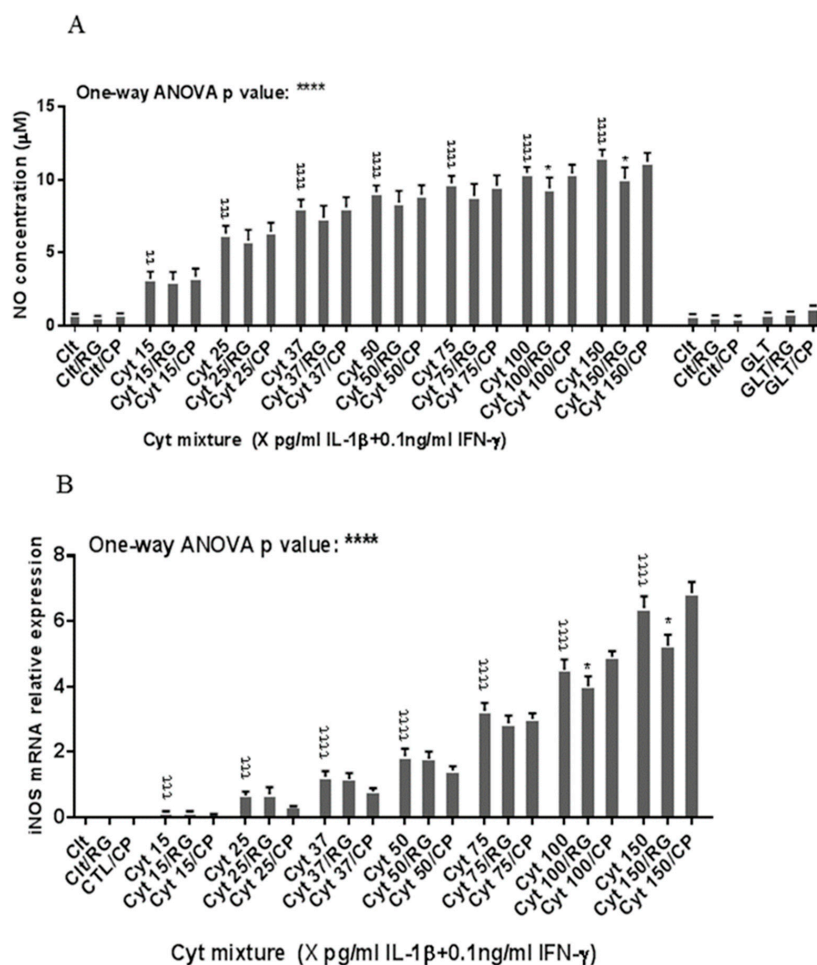 A
One-way ANOVA p value: ****
NO concentration (μM)
15
10
5
0
ꝪꝪ
ꝪꝪꝪ
ꝪꝪꝪꝪ
ꝪꝪꝪꝪ
ꝪꝪꝪꝪ
ꝪꝪꝪꝪ
*
ꝪꝪꝪꝪ
*
Clt
Clt/RG
Clt/CP
Cyt 15
Cyt 15/RG
Cyt 15/CP
Cyt 25
Cyt 25/RG
Cyt 25/CP
Cyt 37
Cyt 37/RG
Cyt 37/CP
Cyt 50
Cyt 50/RG
Cyt 50/CP
Cyt 75
Cyt 75/RG
Cyt 75/CP
Cyt 100
Cyt 100/RG
Cyt 100/CP
Cyt 150
Cyt 150/RG
Cyt 150/CP
Clt
Clt/RG
Clt/CP
GLT
GLT/RG
GLT/CP
Cyt mixture (X pg/ml IL-1β+0.1ng/ml IFN-γ)
B
One-way ANOVA p value: ****
iNOS mRNA relative expression
8
6
4
2
0
*
*
Clt
Clt/RG
CTL/CP
Cyt 15
Cyt 15/RG
Cyt 15/CP
Cyt 25
Cyt 25/RG
Cyt 25/CP
Cyt 37
Cyt 37/RG
Cyt 37/CP
Cyt 50
Cyt 50/RG
Cyt 50/CP
Cyt 75
Cyt 75/RG
Cyt 75/CP
Cyt 100
Cyt 100/RG
Cyt 100/CP
Cyt 150
Cyt 150/RG
Cyt 150/CP
Cyt mixture (X pg/ml IL-1β+0.1ng/ml IFN-γ)